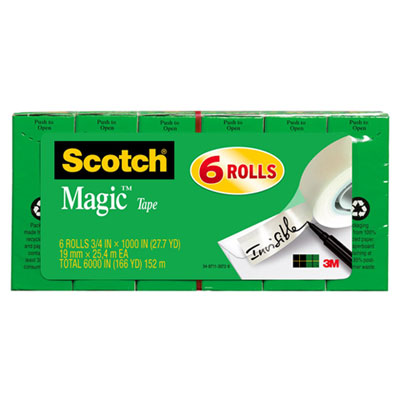 Push to Open
Push to Open
Push to Open
Push to Open
Push to Open
Push to Open
Scotch
6 ROLLS
Magic™ Tape
Invisible
6 ROLLS 3/4 IN × 1000 IN (27.7 YD)
19 mm × 25,4 m EA
TOTAL 6000 IN (166 YD) 152 m
3M